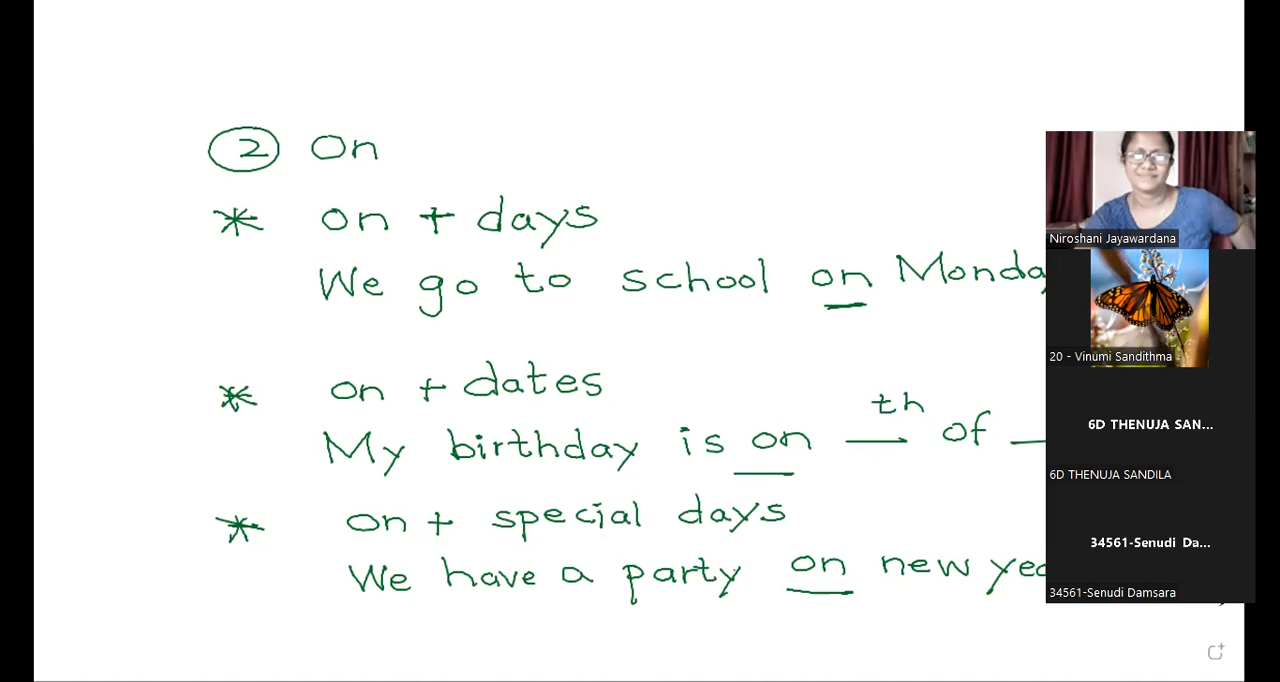 2 On
* on + days
We go to school on Monda
* on + dates
My birthday is on __ th of __
* on + special days
We have a party on new yea
Niroshani Jayawardana
20 - Vinumi Sandithma
6D THENUJA SAN...
6D THENUJA SANDILA
34561-Senudi Da...
34561-Senudi Damsara